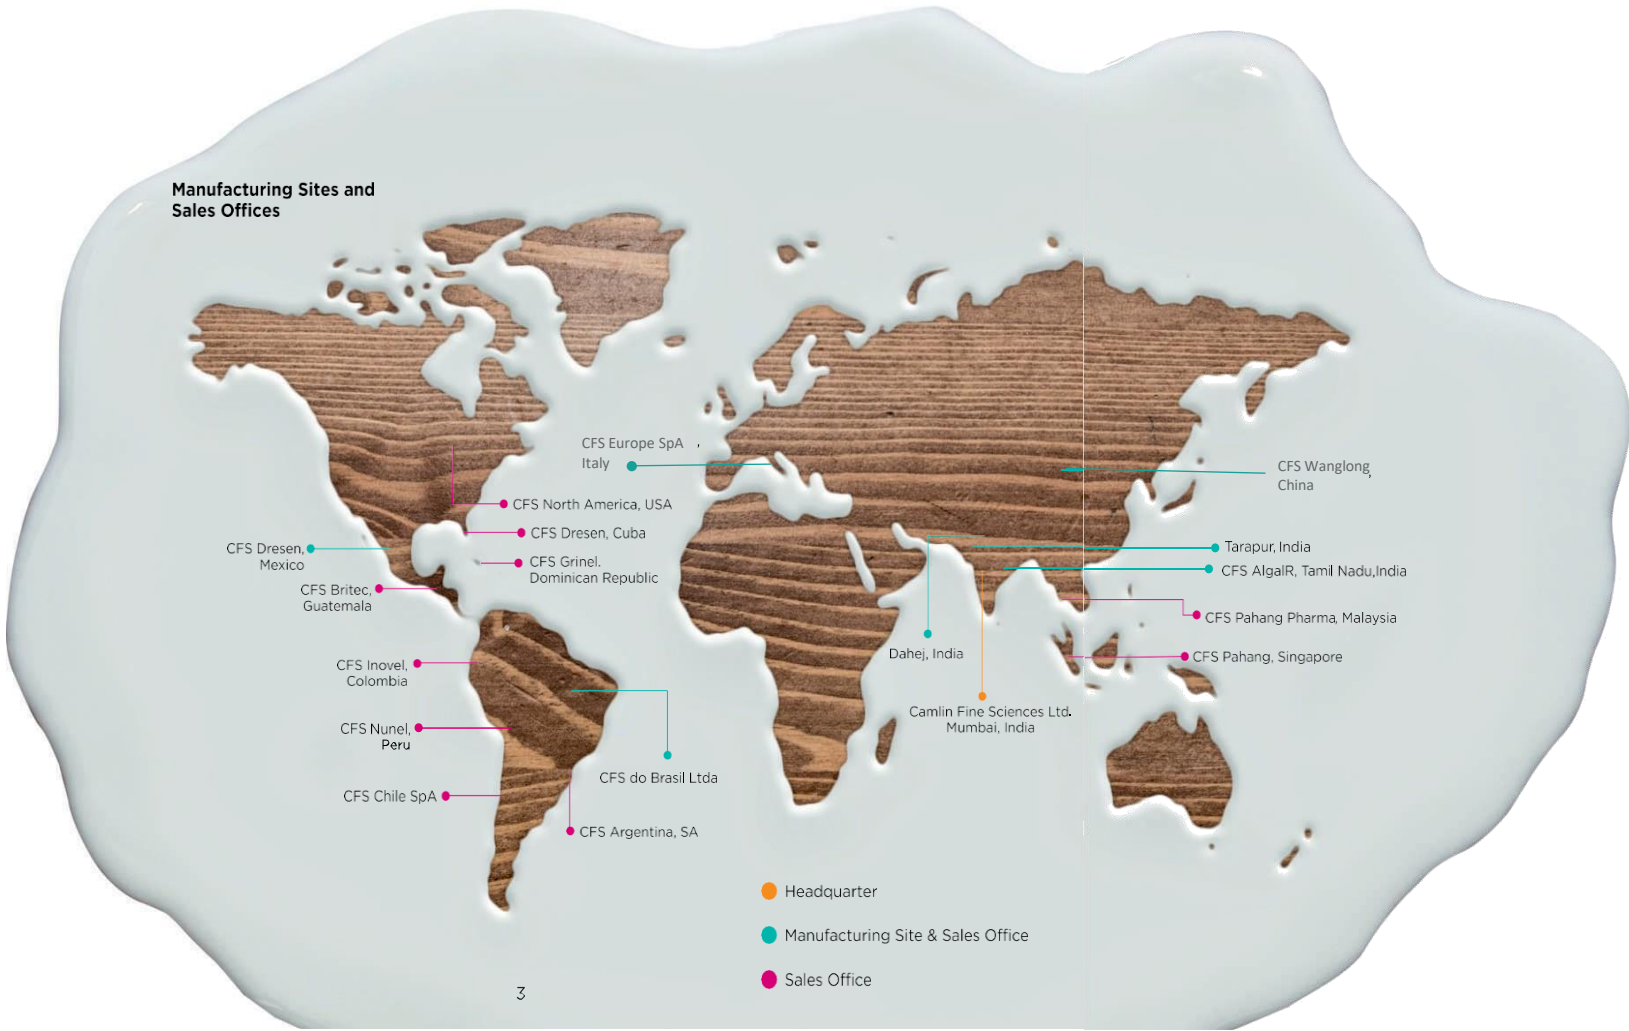 Manufacturing Sites and
Sales Offices
CFS Europe SpA ,
Italy
CFS Wanglong,
China
CFS North America, USA
CFS Dresen, Cuba
CFS Grinel.
Dominican Republic
CFS Dresen,
Mexico
CFS Britec,
Guatemala
Tarapur, India
CFS AlgalR, Tamil Nadu,India
CFS Pahang Pharma, Malaysia
CFS Pahang, Singapore
Dahej, India
Camlin Fine Sciences Ltd.
Mumbai, India
CFS Inovel,
Colombia
CFS Nunel,
Peru
CFS do Brasil Ltda
CFS Chile SpA
CFS Argentina, SA
Headquarter
Manufacturing Site & Sales Office
Sales Office
3